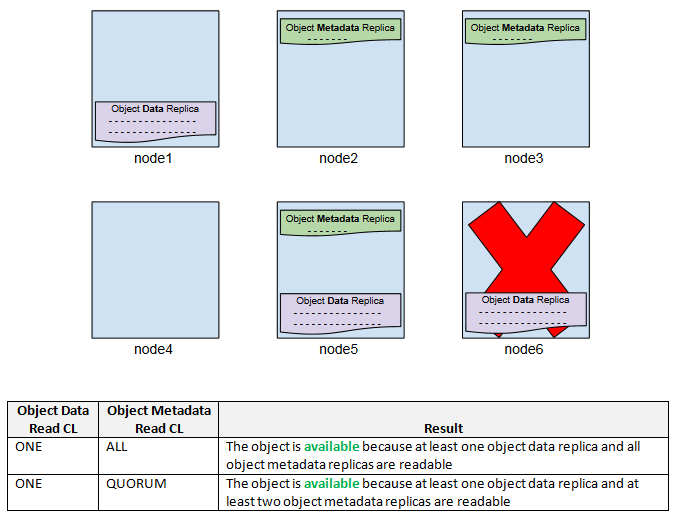 Object Data Replica
node1
Object Metadata Replica
node2
Object Metadata Replica
node3
node4
Object Metadata Replica
Object Data Replica
node5
Object Data Replica
node6
Object Data
Read CL
Object Metadata
Read CL
Result
ONE
ALL
The object is available because at least one object data replica and all
object metadata replicas are readable
ONE
QUORUM
The object is available because at least one object data replica and at
least two object metadata replicas are readable